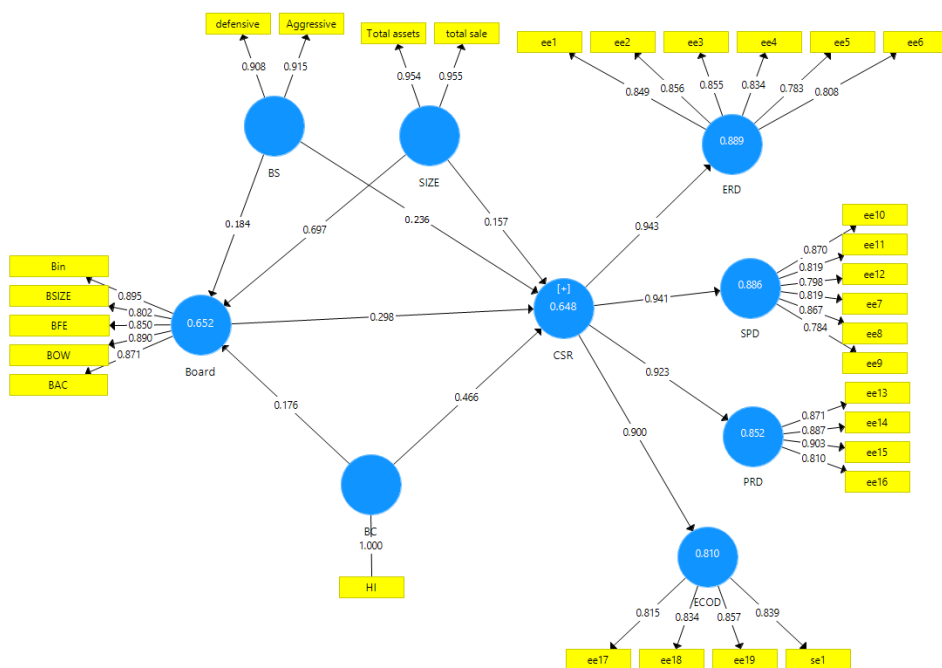 defensive
Aggressive
0.908
0.915
BS
Total assets
total sale
0.954
0.955
SIZE
ee1
ee2
ee3
ee4
ee5
ee6
0.849
0.856
0.855
0.834
0.783
0.808
0.889
ERD
0.184
0.697
0.236
0.157
0.943
Bin
BSIZE
BFE
BOW
BAC
0.895
0.802
0.850
0.890
0.871
0.652
Board
0.298
[+]
0.648
CSR
0.941
0.886
SPD
0.870
0.819
0.798
0.819
0.867
0.784
ee10
ee11
ee12
ee7
ee8
ee9
0.176
0.466
0.923
0.900
0.852
PRD
0.871
0.887
0.903
0.810
ee13
ee14
ee15
ee16
BC
1.000
HI
0.810
ECOD
0.815
0.834
0.857
0.839
ee17
ee18
ee19
se1